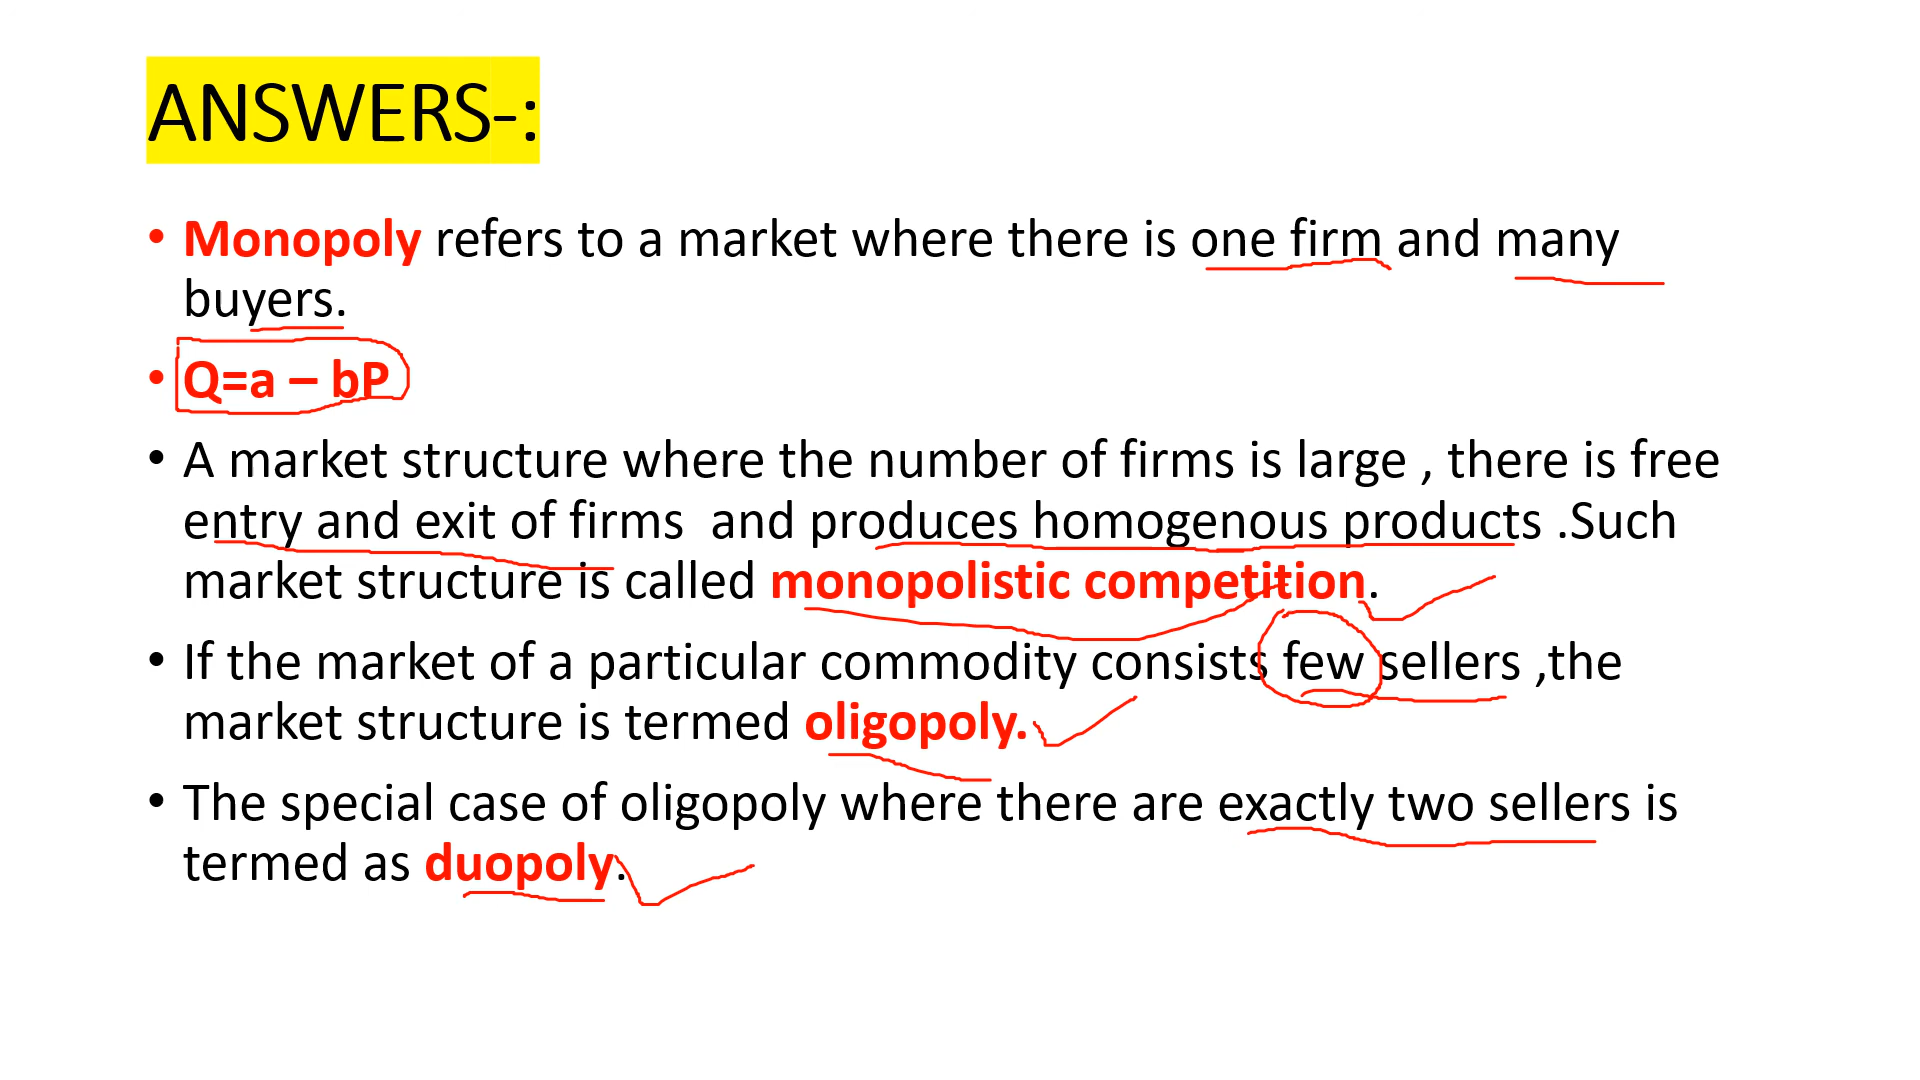 ANSWERS-:
• Monopoly refers to a market where there is one firm and many
buyers.
• Q=a – bP
• A market structure where the number of firms is large , there is free
entry and exit of firms  and produces homogenous products .Such
market structure is called monopolistic competition.
• If the market of a particular commodity consists few sellers ,the
market structure is termed oligopoly.
• The special case of oligopoly where there are exactly two sellers is
termed as duopoly.